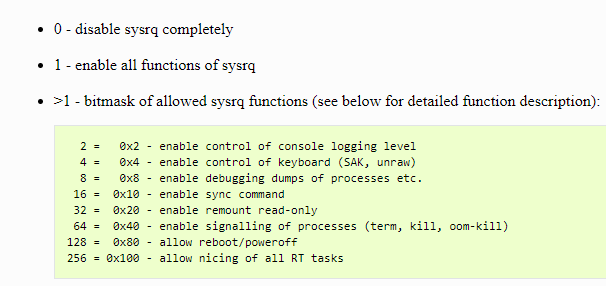 • 0 - disable sysrq completely
• 1 - enable all functions of sysrq
• >1 - bitmask of allowed sysrq functions (see below for detailed function description):
2 =   0x2 - enable control of console logging level
4 =   0x4 - enable control of keyboard (SAK, unraw)
8 =   0x8 - enable debugging dumps of processes etc.
16 =  0x10 - enable sync command
32 =  0x20 - enable remount read-only
64 =  0x40 - enable signalling of processes (term, kill, oom-kill)
128 =  0x80 - allow reboot/poweroff
256 = 0x100 - allow nicing of all RT tasks